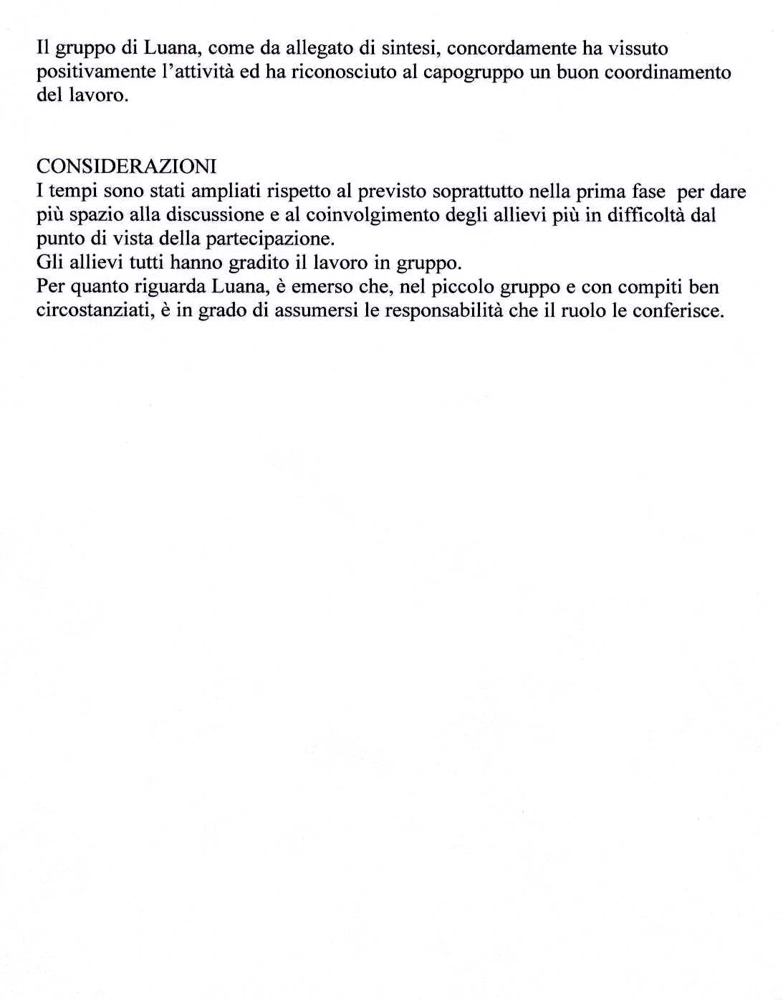 Il gruppo di Luana, come da allegato di sintesi, concordamente ha vissuto
positivamente l'attività ed ha riconosciuto al capogruppo un buon coordinamento
del lavoro.
CONSIDERAZIONI
I tempi sono stati ampliati rispetto al previsto soprattutto nella prima fase  per dare
più spazio alla discussione e al coinvolgimento degli allievi più in difficoltà dal
punto di vista della partecipazione.
Gli allievi tutti hanno gradito il lavoro in gruppo.
Per quanto riguarda Luana, è emerso che, nel piccolo gruppo e con compiti ben
circostanziati, è in grado di assumersi le responsabilità che il ruolo le conferisce.